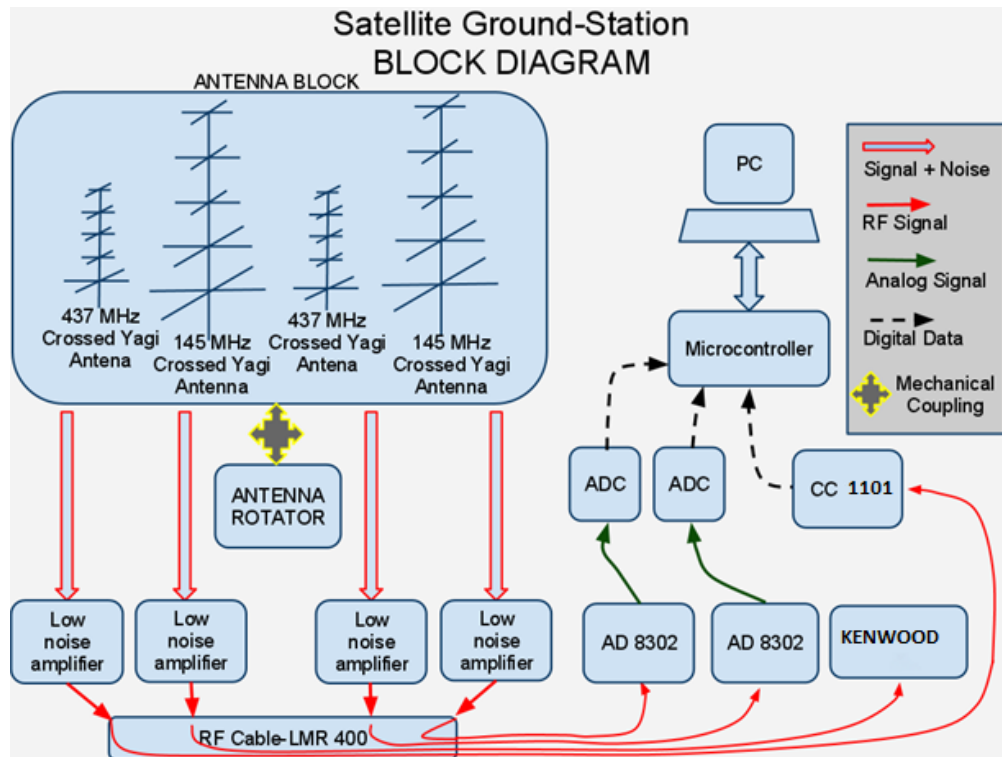 Satellite Ground-Station
BLOCK DIAGRAM
ANTENNA BLOCK
437 MHz
Crossed Yagi
Antena
145 MHz
Crossed Yagi
Antenna
437 MHz
Crossed Yagi
Antena
145 MHz
Crossed Yagi
Antenna
PC
Signal + Noise
RF Signal
Analog Signal
Digital Data
Mechanical
Coupling
Microcontroller
ANTENNA
ROTATOR
ADC
ADC
CC 1101
Low
noise
amplifier
Low
noise
amplifier
Low
noise
amplifier
Low
noise
amplifier
AD 8302
AD 8302
KENWOOD
RF Cable-LMR 400